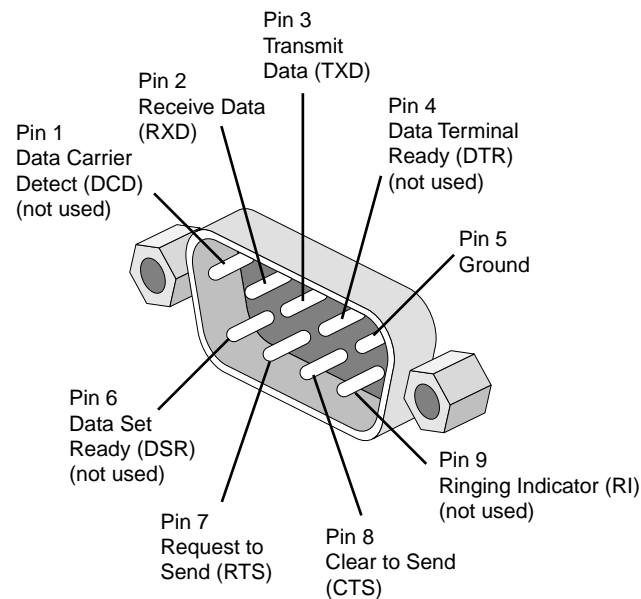 Pin 3
Transmit
Data (TXD)
Pin 2
Receive Data
(RXD)
Pin 4
Data Terminal
Ready (DTR)
(not used)
Pin 1
Data Carrier
Detect (DCD)
(not used)
Pin 5
Ground
Pin 6
Data Set
Ready (DSR)
(not used)
Pin 9
Ringing Indicator (RI)
(not used)
Pin 7
Request to
Send (RTS)
Pin 8
Clear to Send
(CTS)